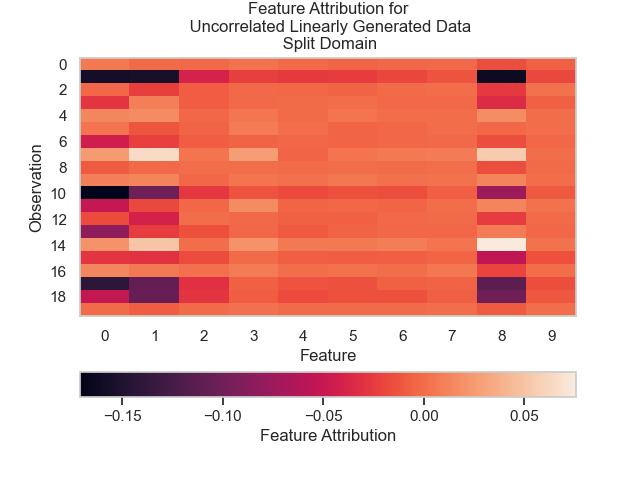 Feature Attribution for
Uncorrelated Linearly Generated Data
Split Domain
0
2
4
6
8
10
12
14
16
18
Observation
0 1 2 3 4 5 6 7 8 9
Feature
−0.15 −0.10 −0.05 0.00 0.05
Feature Attribution